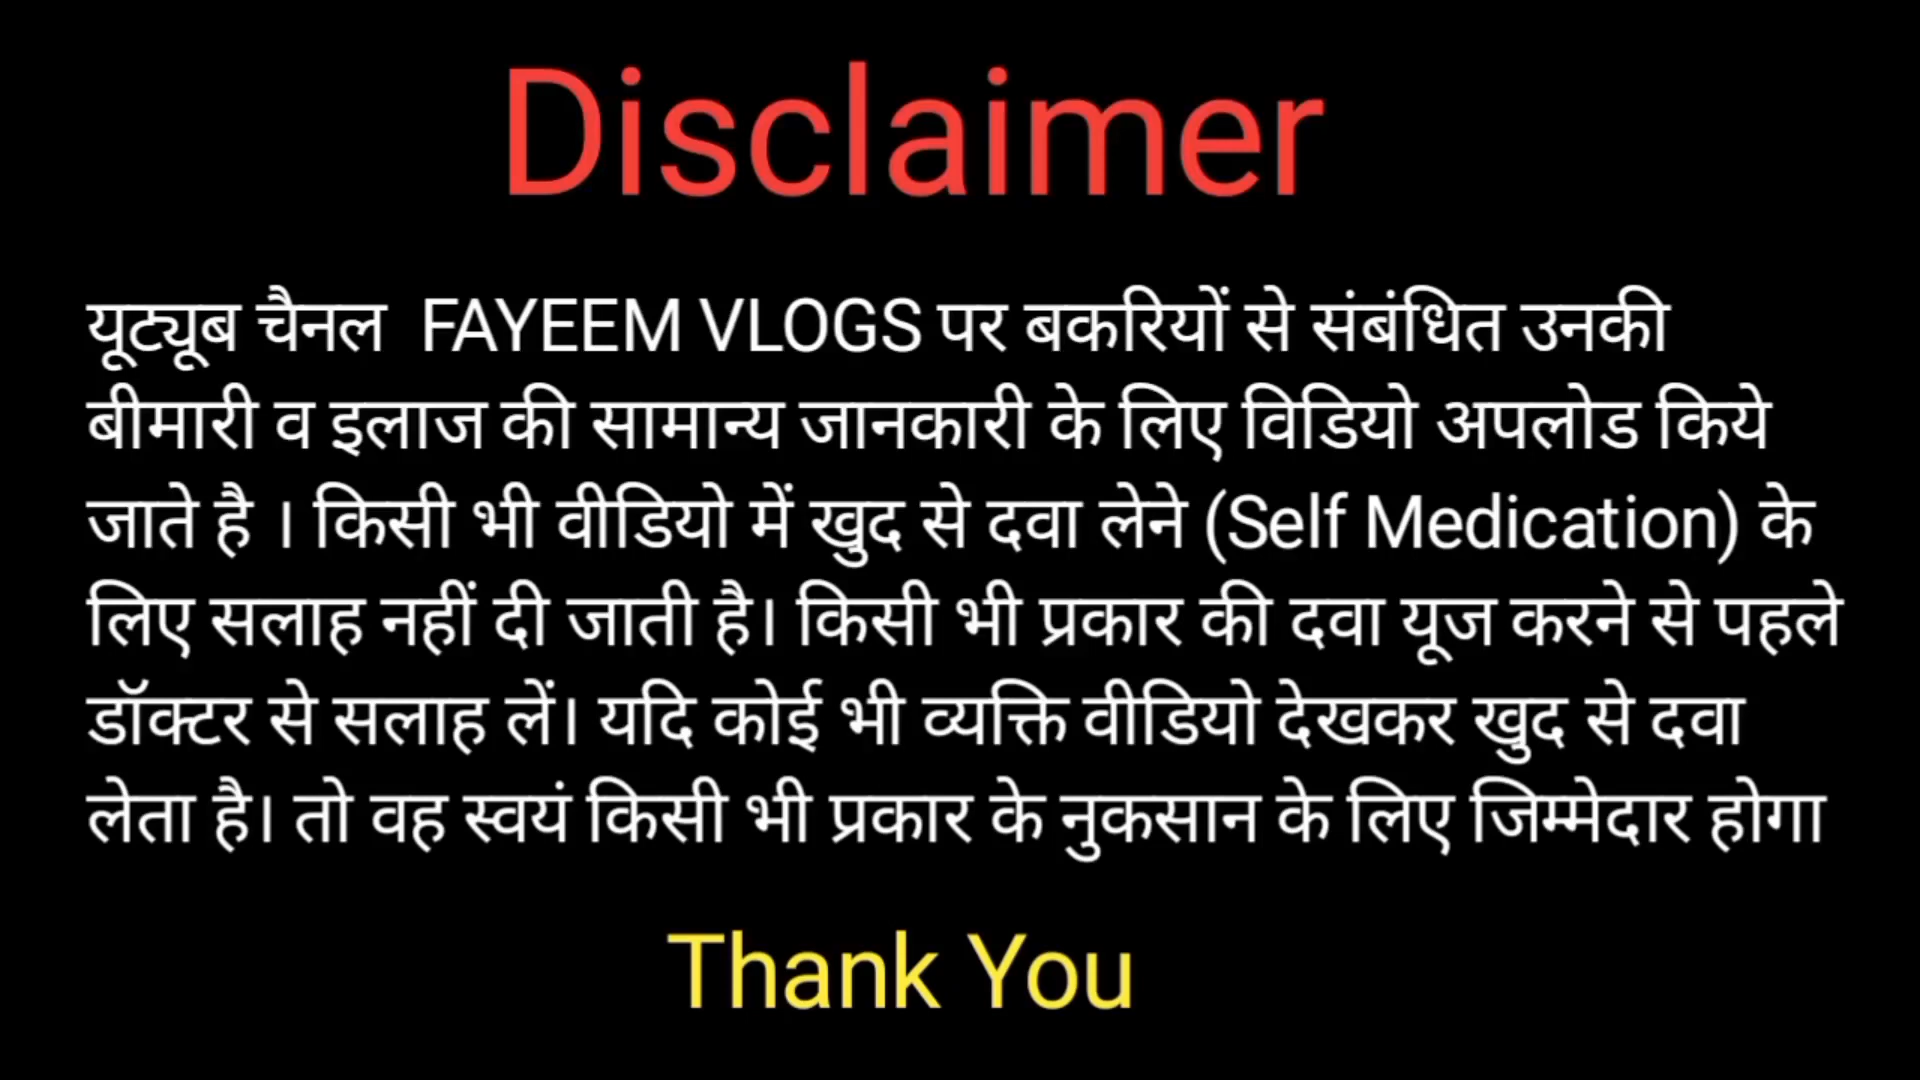 Disclaimer
यूट्यूब चैनल FAYEEM VLOGS पर बकरियों से संबंधित उनकी
बीमारी व इलाज की सामान्य जानकारी के लिए विडियो अपलोड किये
जाते है । किसी भी वीडियो में खुद से दवा लेने (Self Medication) के
लिए सलाह नहीं दी जाती है। किसी भी प्रकार की दवा यूज करने से पहले
डॉक्टर से सलाह लें। यदि कोई भी व्यक्ति वीडियो देखकर खुद से दवा
लेता है। तो वह स्वयं किसी भी प्रकार के नुकसान के लिए जिम्मेदार होगा
Thank You